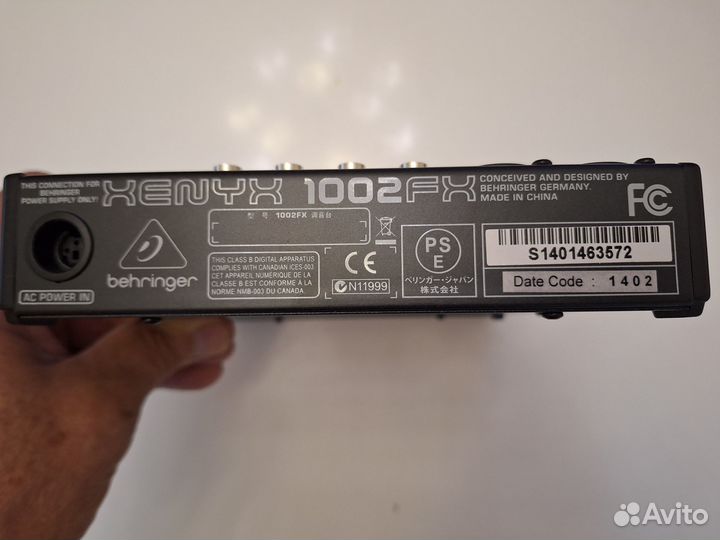 THIS CONNECTION FOR
BEHRINGER
POWER SUPPLY ONLY!
XENYX 1002FX
CONCEIVED AND DESIGNED BY
BEHRINGER GERMANY.
MADE IN CHINA
FC
型 号 1002FX 调音台
behringer
AC POWER IN
THIS CLASS B DIGITAL APPARATUS
COMPLIES WITH CANADIAN ICES-003
CET APPAREIL NUMÉRIQUE DE LA
CLASSE B EST CONFORME À LA
NORME NMB-003 DU CANADA.
CE
N11999
PS
E
ベリンガー・ジャパン
株式会社
S1401463572
Date Code : 1402
Avito